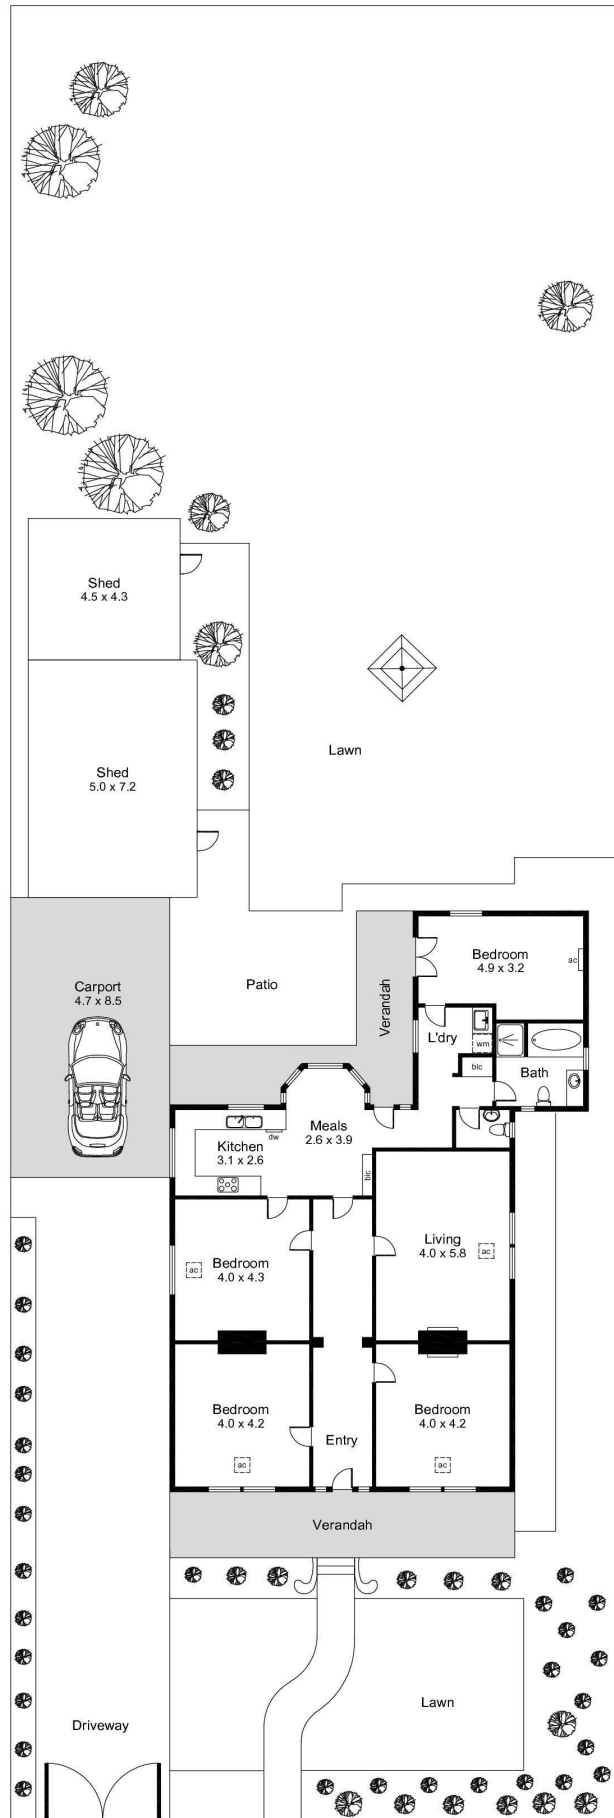 Shed
4.5 x 4.3
Shed
5.0 x 7.2
Lawn
Carport
4.7 x 8.5
Patio
Verandah
Bedroom
4.9 x 3.2
ac
L'dry
wm
bic
Bath
Kitchen
3.1 x 2.6
dw
Meals
2.6 x 3.9
bic
Bedroom
4.0 x 4.3
ac
Living
4.0 x 5.8
ac
Bedroom
4.0 x 4.2
ac
Entry
Bedroom
4.0 x 4.2
ac
Verandah
Driveway
Lawn